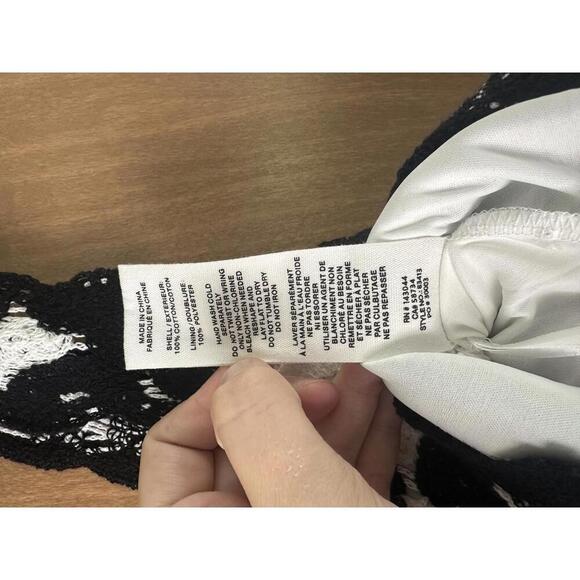 MADE IN CHINA
FABRIQUE EN CHINE
SHELL/EXTERIEUR:
100% COTTON/COTON
LINING/DOUBLURE
100% POLYESTER
HAND WASH COLD
SEPARATELY
DO NOT TWIST OR WRING
ONLY NON-CHLORINE
BLEACH WHEN NEEDED
RESHAPE AND
LAY FLAT TO DRY
DO NOT TUMBLE DRY
DO NOT IRON
LAVER SÉPARÉMENT
À LA MAIN À L'EAU FROIDE
NE PAS TORDRE
NI ESSORER
UTILISER UN AGENT DE
BLANCHIMENT NON
CHLORÉ AU BESOIN
REMETTRE EN FORME
ET SÉCHER À PLAT
NE PAS SÉCHER
PAR CULBUTAGE
NE PAS REPASSER
RN# 143044
CA# 59734